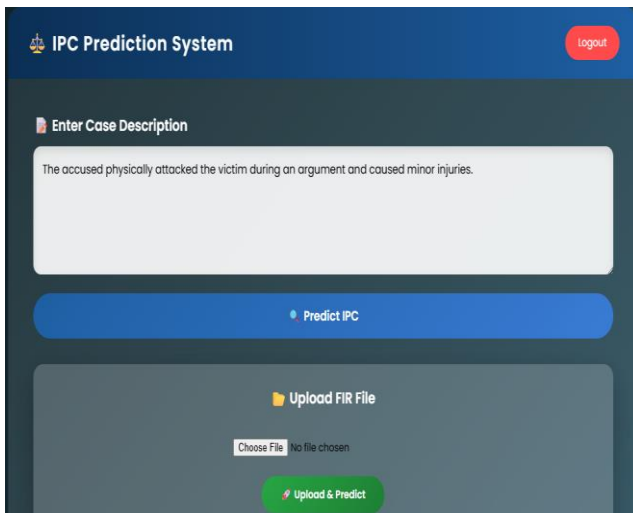 ⚖️ IPC Prediction System
Logout
📝 Enter Case Description
The accused physically attacked the victim during an argument and caused minor injuries.
🔍 Predict IPC
📂 Upload FIR File
Choose File No file chosen
🚀 Upload & Predict